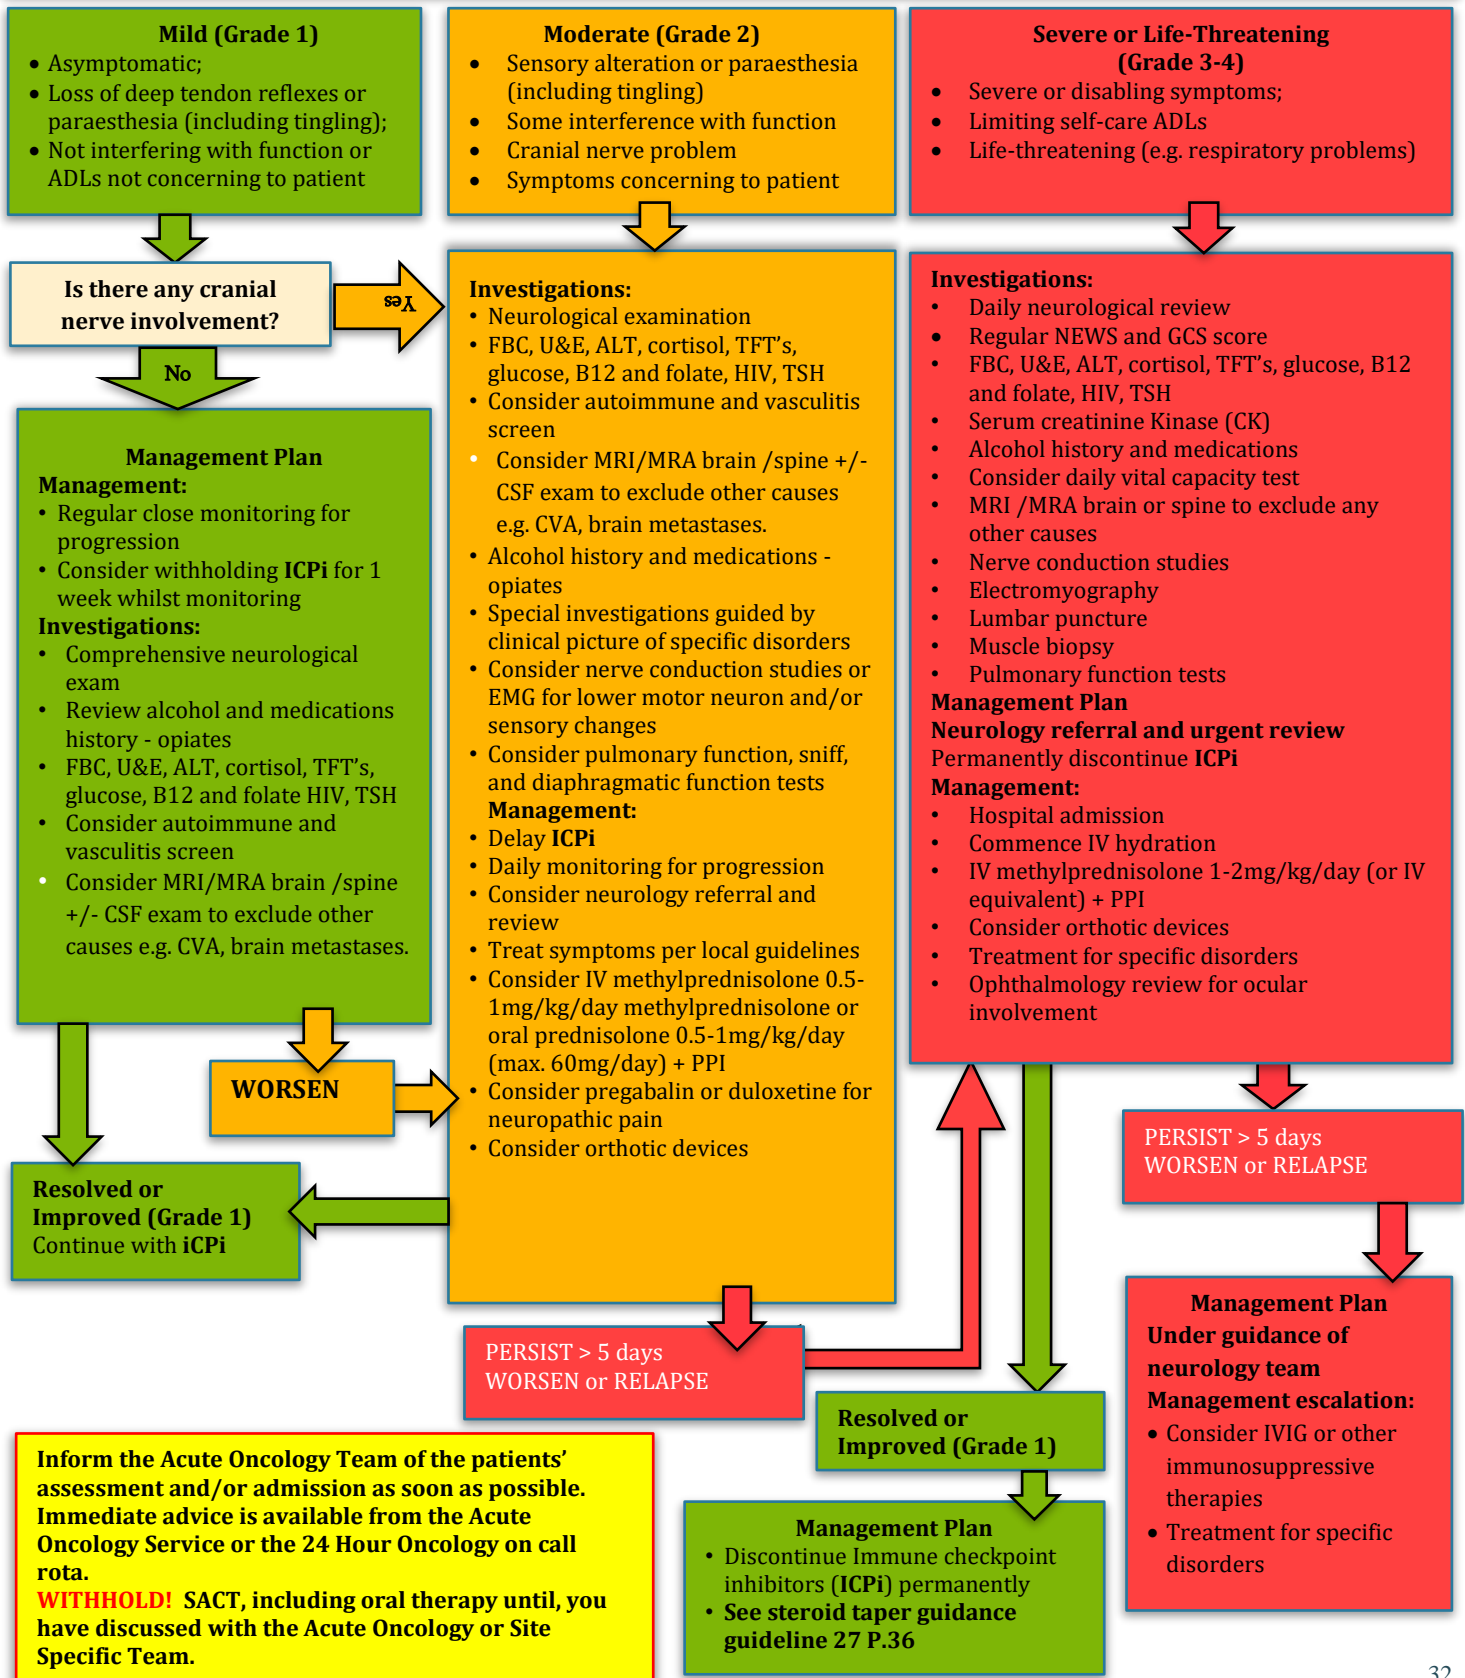 Mild (Grade 1)
• Asymptomatic;
• Loss of deep tendon reflexes or
paraesthesia (including tingling);
• Not interfering with function or
ADLs not concerning to patient
Moderate (Grade 2)
• Sensory alteration or paraesthesia
(including tingling)
• Some interference with function
• Cranial nerve problem
• Symptoms concerning to patient
Severe or Life-Threatening
(Grade 3-4)
• Severe or disabling symptoms;
• Limiting self-care ADLs
• Life-threatening (e.g. respiratory problems)
Is there any cranial
nerve involvement?
Yes
No
Management Plan
Management:
• Regular close monitoring for
progression
• Consider withholding ICPi for 1
week whilst monitoring
Investigations:
• Comprehensive neurological
exam
• Review alcohol and medications
history - opiates
• FBC, U&E, ALT, cortisol, TFT's,
glucose, B12 and folate HIV, TSH
• Consider autoimmune and
vasculitis screen
• Consider MRI/MRA brain /spine
+/- CSF exam to exclude other
causes e.g. CVA, brain metastases.
WORSEN
Resolved or
Improved (Grade 1)
Continue with iCPi
Investigations:
• Neurological examination
• FBC, U&E, ALT, cortisol, TFT's,
glucose, B12 and folate, HIV, TSH
• Consider autoimmune and vasculitis
screen
• Consider MRI/MRA brain /spine +/-
CSF exam to exclude other causes
e.g. CVA, brain metastases.
• Alcohol history and medications -
opiates
• Special investigations guided by
clinical picture of specific disorders
• Consider nerve conduction studies or
EMG for lower motor neuron and/or
sensory changes
• Consider pulmonary function, sniff,
and diaphragmatic function tests
Management:
• Delay ICPi
• Daily monitoring for progression
• Consider neurology referral and
review
• Treat symptoms per local guidelines
• Consider IV methylprednisolone 0.5-
1mg/kg/day methylprednisolone or
oral prednisolone 0.5-1mg/kg/day
(max. 60mg/day) + PPI
• Consider pregabalin or duloxetine for
neuropathic pain
• Consider orthotic devices
PERSIST > 5 days
WORSEN or RELAPSE
Investigations:
• Daily neurological review
• Regular NEWS and GCS score
• FBC, U&E, ALT, cortisol, TFT's, glucose, B12
and folate, HIV, TSH
• Serum creatinine Kinase (CK)
• Alcohol history and medications
• Consider daily vital capacity test
• MRI /MRA brain or spine to exclude any
other causes
• Nerve conduction studies
• Electromyography
• Lumbar puncture
• Muscle biopsy
• Pulmonary function tests
Management Plan
Neurology referral and urgent review
Permanently discontinue ICPi
Management:
• Hospital admission
• Commence IV hydration
• IV methylprednisolone 1-2mg/kg/day (or IV
equivalent) + PPI
• Consider orthotic devices
• Treatment for specific disorders
• Ophthalmology review for ocular
involvement
PERSIST > 5 days
WORSEN or RELAPSE
Management Plan
Under guidance of
neurology team
Management escalation:
• Consider IVIG or other
immunosuppressive
therapies
• Treatment for specific
disorders
Resolved or
Improved (Grade 1)
Management Plan
• Discontinue Immune checkpoint
inhibitors (ICPi) permanently
• See steroid taper guidance
guideline 27 P.36
Inform the Acute Oncology Team of the patients'
assessment and/or admission as soon as possible.
Immediate advice is available from the Acute
Oncology Service or the 24 Hour Oncology on call
rota.
WITHHOLD! SACT, including oral therapy until, you
have discussed with the Acute Oncology or Site
Specific Team.
32